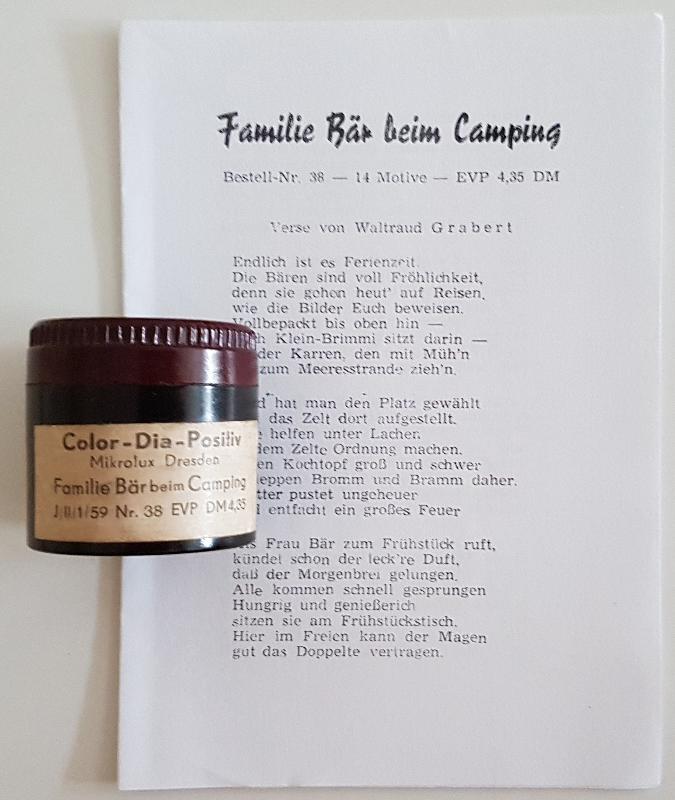 Familie Bär beim Camping
Bestell-Nr. 38 — 14 Motive — EVP 4,35 DM
Verse von Waltraud Grabert
Endlich ist es Ferienzeit.
Die Bären sind voll Fröhlichkeit,
denn sie gehen heut' auf Reisen,
wie die Bilder Euch beweisen.
Vollbepackt bis oben hin —
Klein-Brimmi sitzt darin —
der Karren, den mit Müh'n
zum Meeresstrande zieh'n.
hat man den Platz gewählt
das Zelt dort aufgestellt.
helfen unter Lachen
dem Zelte Ordnung machen.
Kochtopf groß und schwer
Bromm und Bramm daher.
pustet ungeheuer
entfacht ein großes Feuer
Frau Bär zum Frühstück ruft,
kündet schon der leck're Duft,
daß der Morgenbrei gelungen.
Alle kommen schnell gesprungen
Hungrig und genießerich
sitzen sie am Frühstückstisch.
Hier im Freien kann der Magen
gut das Doppelte vertragen.
Color-Dia-Positiv
Mikrolux Dresden
Familie Bär beim Camping
J/II/1/59 Nr. 38 EVP DM 4,35